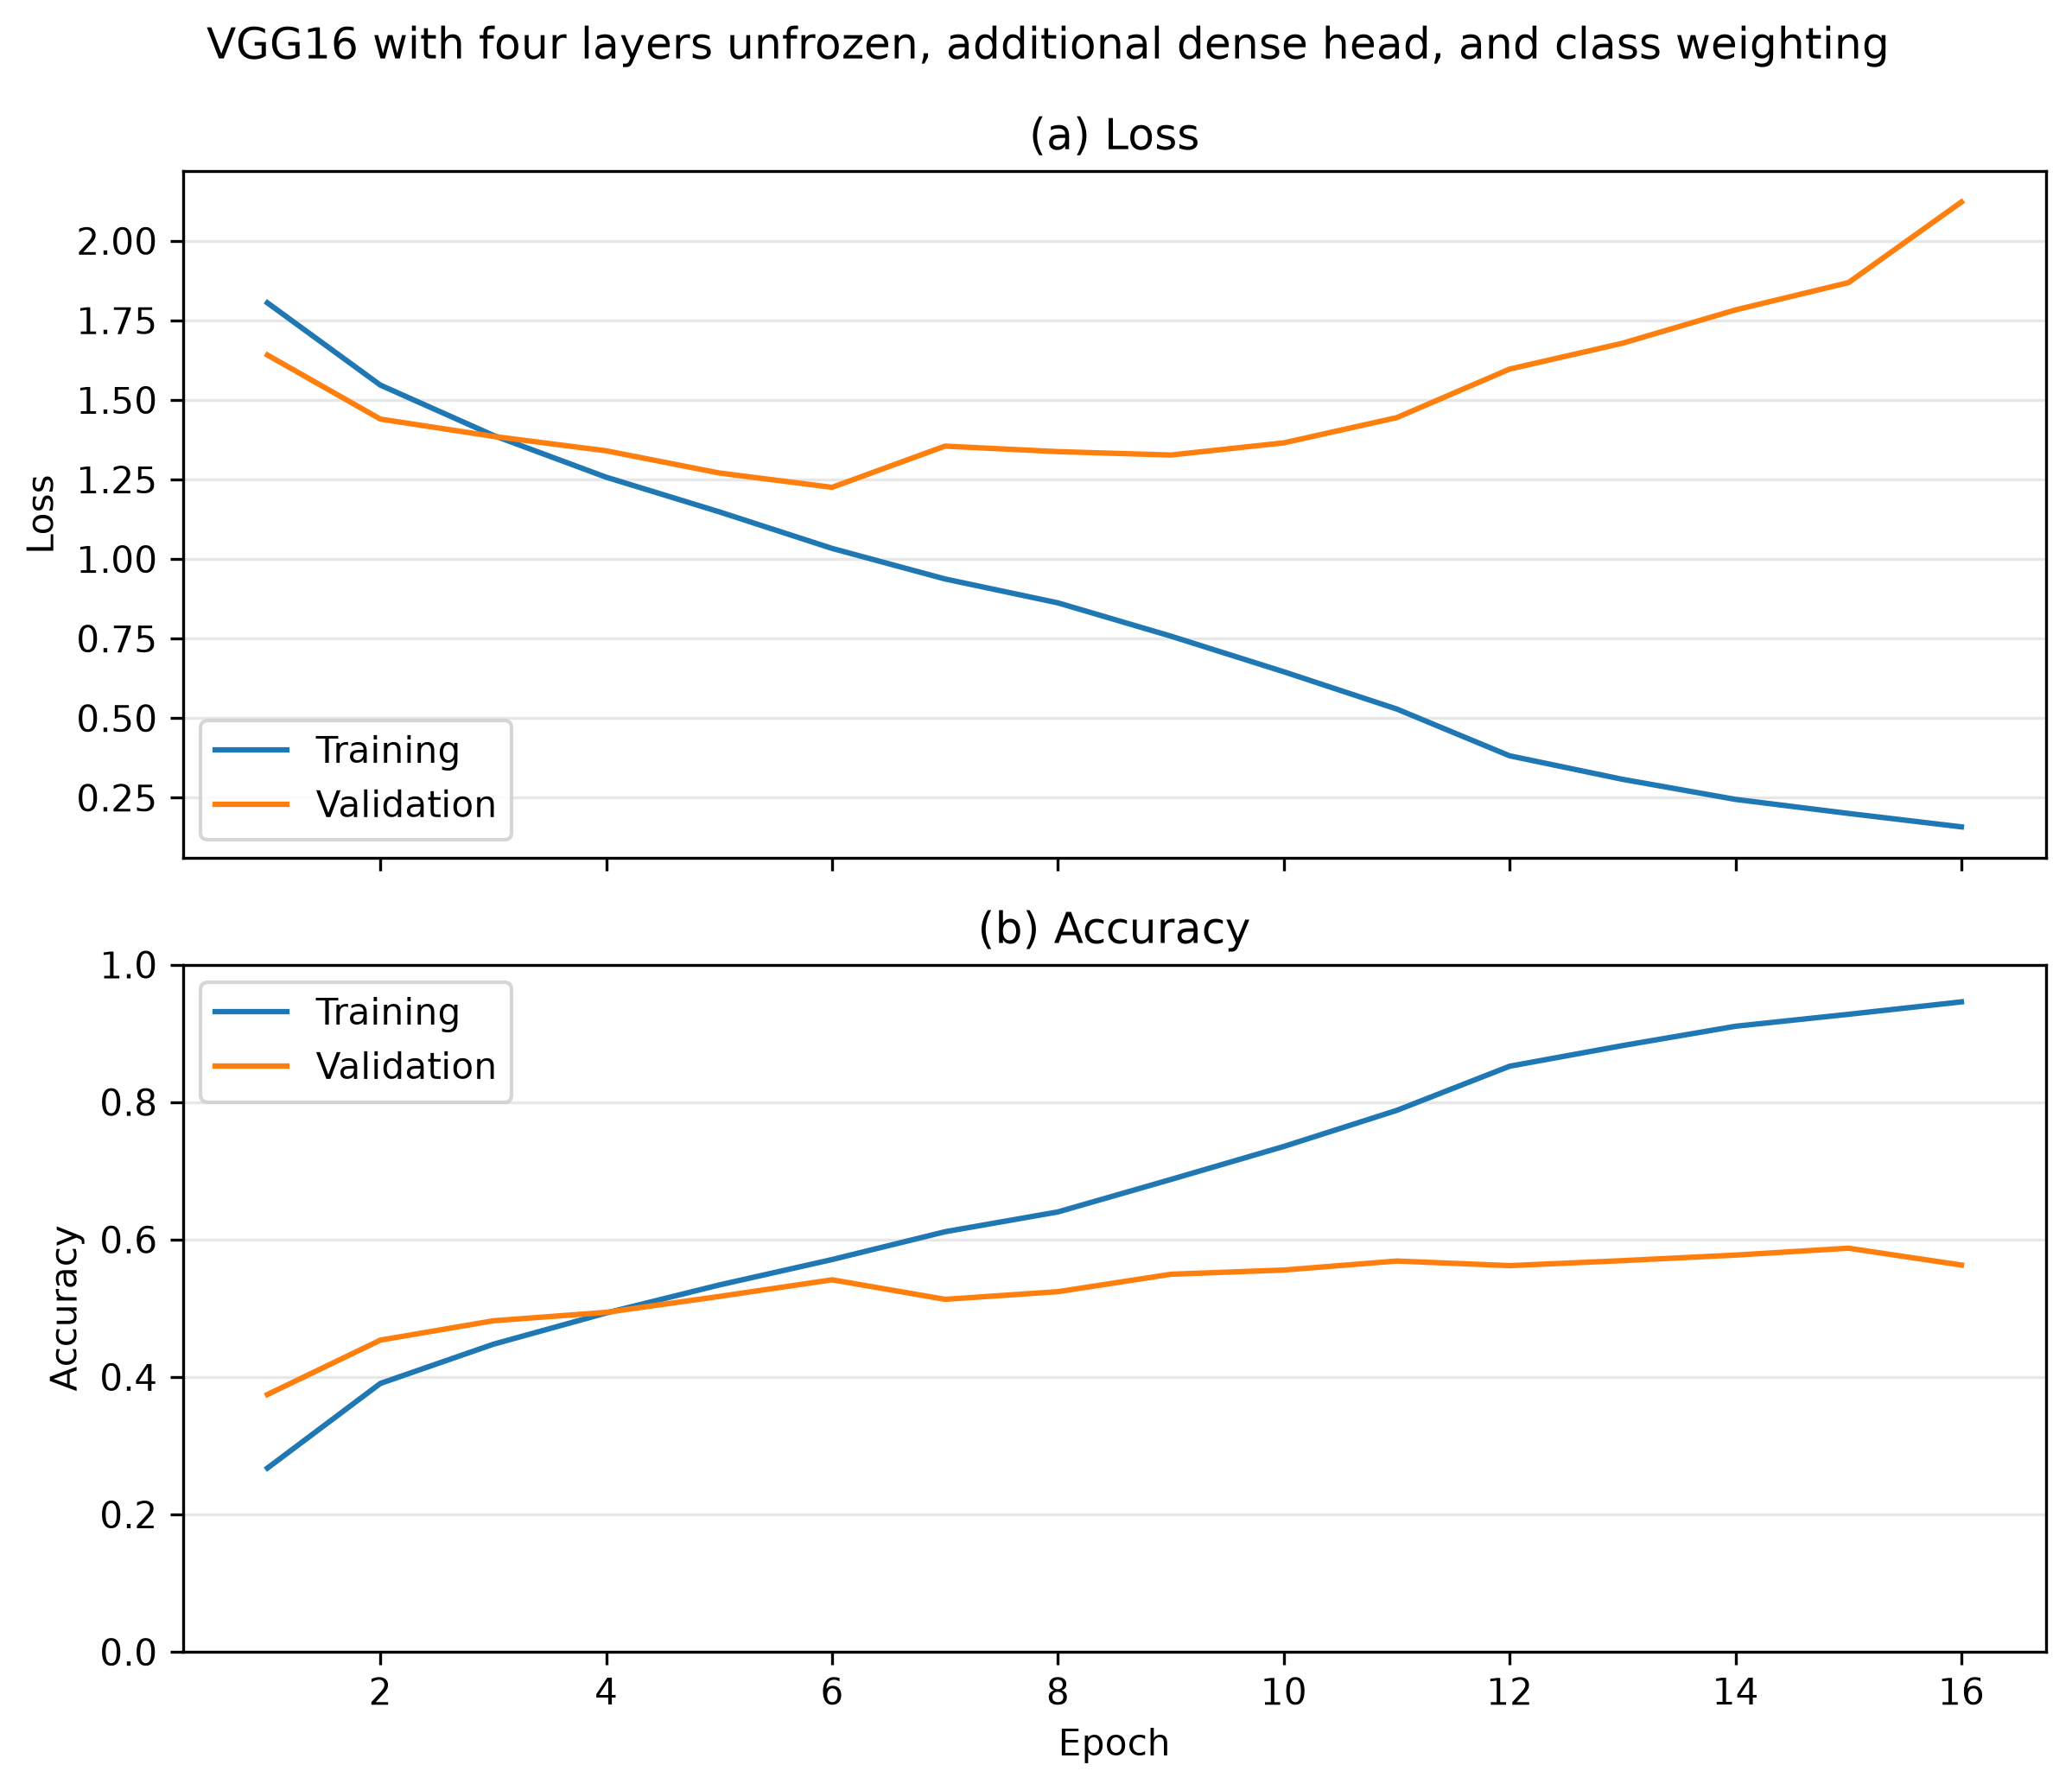 VGG16 with four layers unfrozen, additional dense head, and class weighting
(a) Loss
2.00
1.75
1.50
1.25
1.00
0.75
0.50
0.25
Loss
Training
Validation
(b) Accuracy
1.0
0.8
0.6
0.4
0.2
0.0
Accuracy
Training
Validation
2 4 6 8 10 12 14 16
Epoch